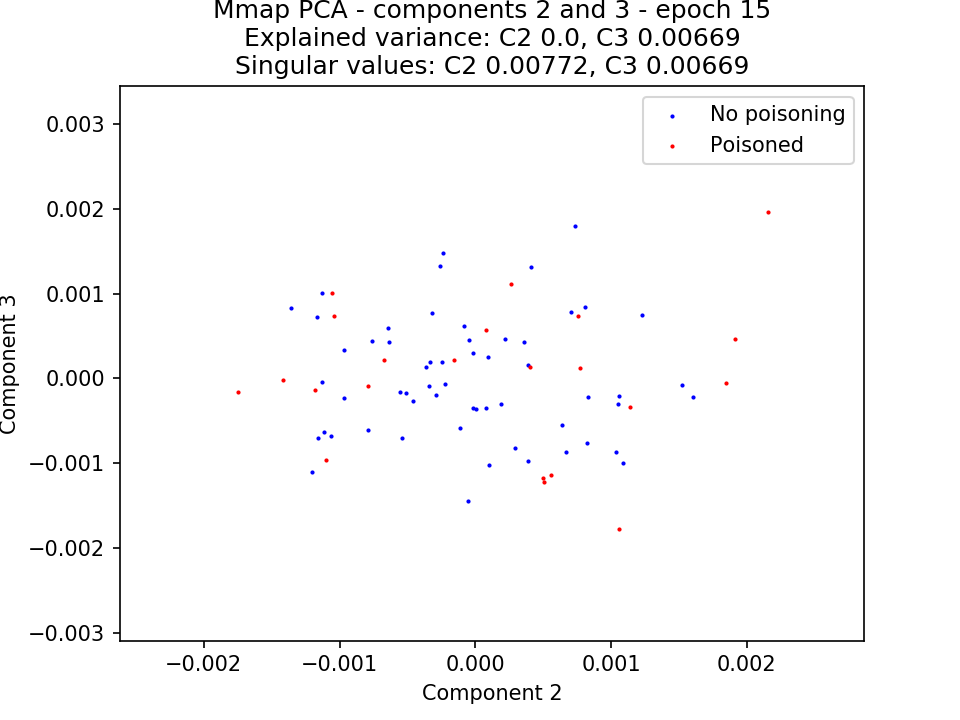 Mmap PCA - components 2 and 3 - epoch 15
Explained variance: C2 0.0, C3 0.00669
Singular values: C2 0.00772, C3 0.00669
No poisoning
Poisoned
0.003
0.002
0.001
0.000
−0.001
−0.002
−0.003
Component 3
−0.002
−0.001
0.000
0.001
0.002
Component 2